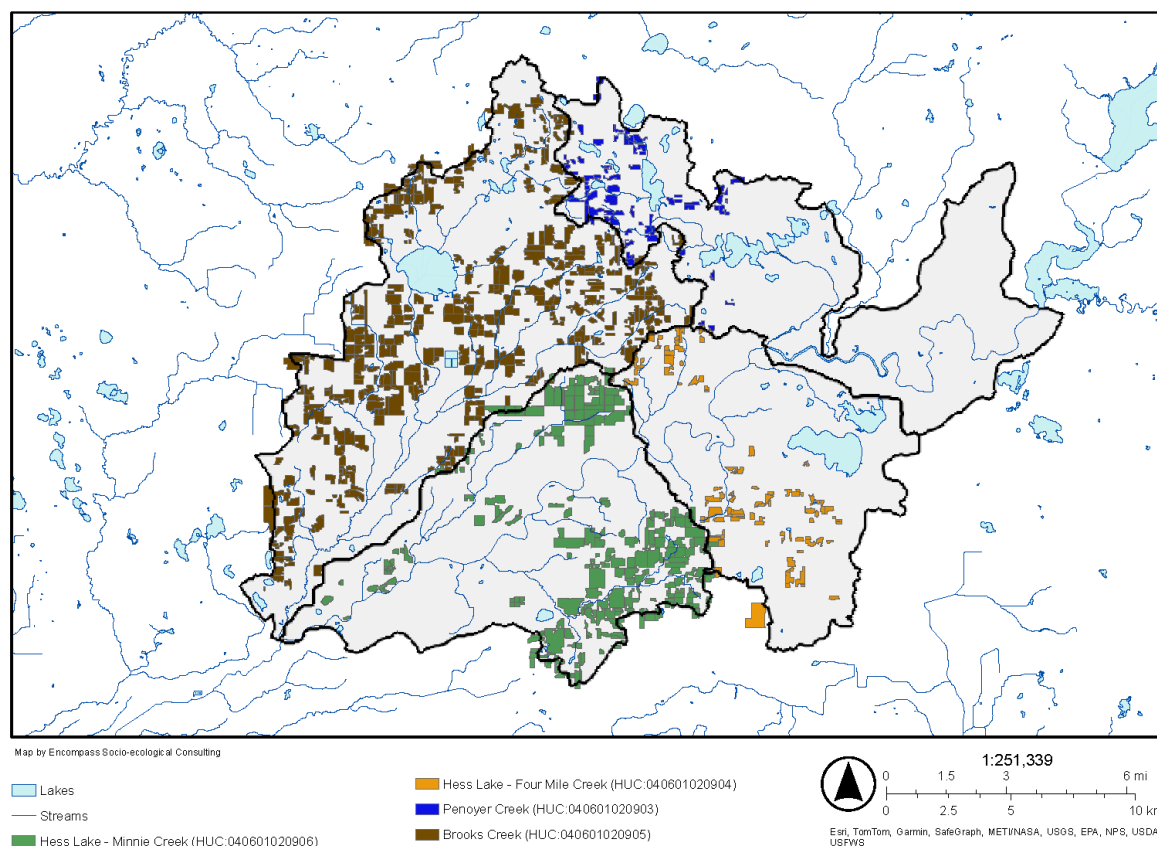 Map by Encompass Socio-ecological Consulting
Lakes
Streams
Hess Lake - Minnie Creek (HUC:040601020906)
Hess Lake - Four Mile Creek (HUC:040601020904)
Penoyer Creek (HUC:040601020903)
Brooks Creek (HUC:040601020905)
1:251,339
0 1.5 3 6 mi
0 2.5 5 10 km
Esri, TomTom, Garmin, SafeGraph, METI/NASA, USGS, EPA, NPS, USDA,
USFWS